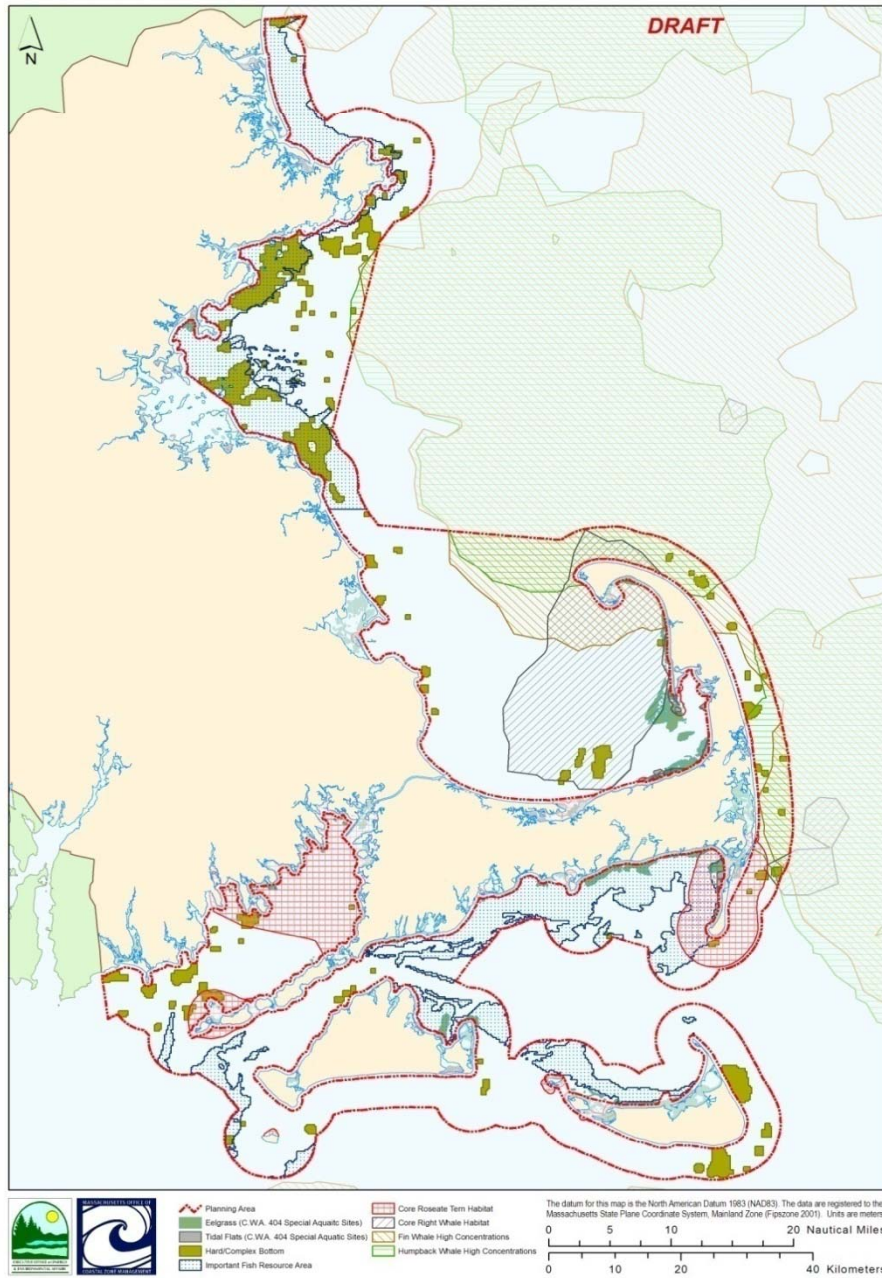 DRAFT
N
MASSACHUSETTS OFFICE OF
COASTAL ZONE MANAGEMENT
Planning Area
Eelgrass (C.W.A. 404 Special Aquaitc Sites)
Tidal Flats (C.W.A. 404 Special Aquatic Sites)
Hard/Complex Bottom
Important Fish Resource Area
Core Roseate Tern Habitat
Core Right Whale Habitat
Fin Whale High Concentrations
Humpback Whale High Concentrations
The datum for this map is the North American Datum 1983 (NAD83). The data are registered to the
Massachusetts State Plane Coordinate System, Mainland Zone (Fipszone 2001). Units are meters
0 5 10 20 Nautical Miles
0 10 20 40 Kilometers